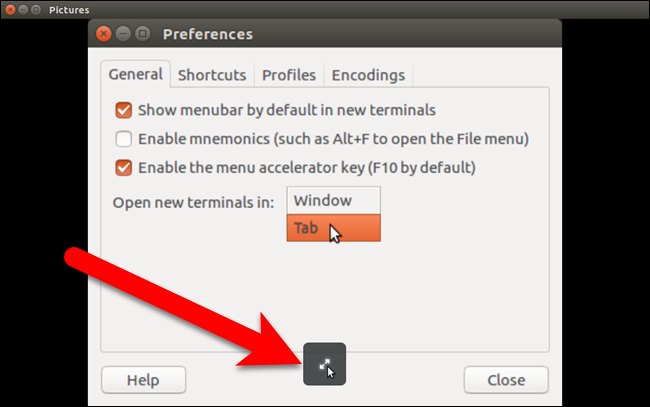 Pictures
Preferences
General Shortcuts Profiles Encodings
Show menubar by default in new terminals
Enable mnemonics (such as Alt+F to open the File menu)
Enable the menu accelerator key (F10 by default)
Open new terminals in: Window
Tab
Help Close